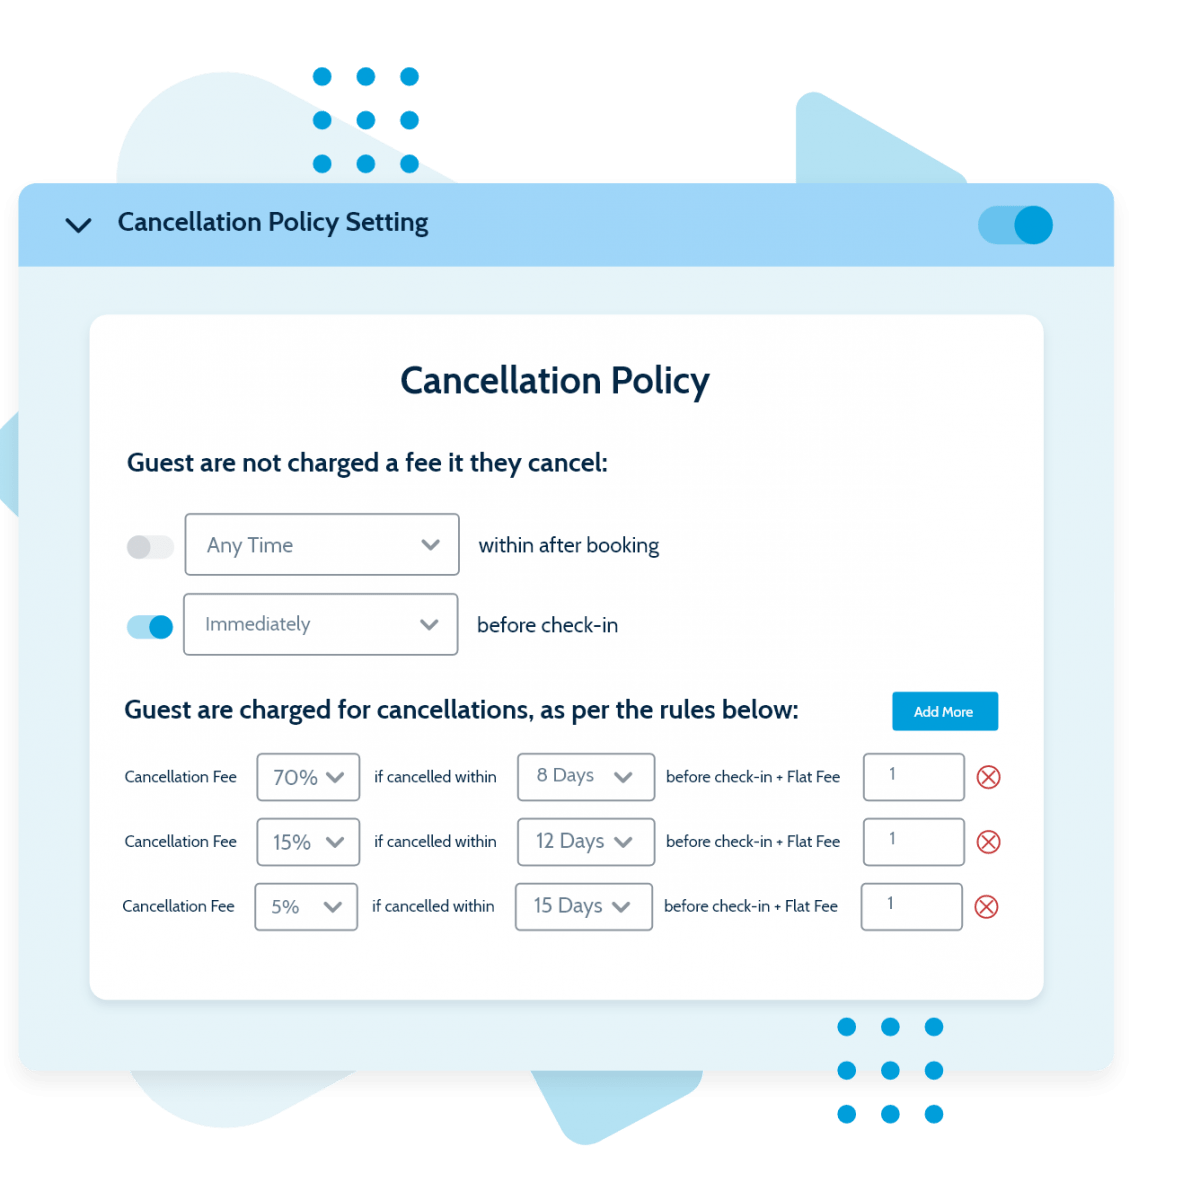 Cancellation Policy Setting
Cancellation Policy
Guest are not charged a fee it they cancel:
Any Time within after booking
Immediately before check-in
Guest are charged for cancellations, as per the rules below: Add More
Cancellation Fee 70% if cancelled within 8 Days before check-in + Flat Fee 1
Cancellation Fee 15% if cancelled within 12 Days before check-in + Flat Fee 1
Cancellation Fee 5% if cancelled within 15 Days before check-in + Flat Fee 1